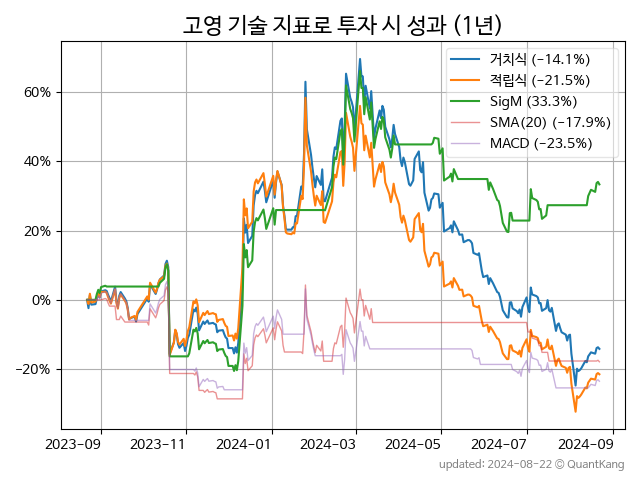 고영 기술 지표로 투자 시 성과 (1년)
거치식 (−14.1%)
적립식 (−21.5%)
SigM (33.3%)
SMA(20) (−17.9%)
MACD (−23.5%)
60%
40%
20%
0%
−20%
2023-09 2023-11 2024-01 2024-03 2024-05 2024-07 2024-09
updated: 2024-08-22 © QuantKang